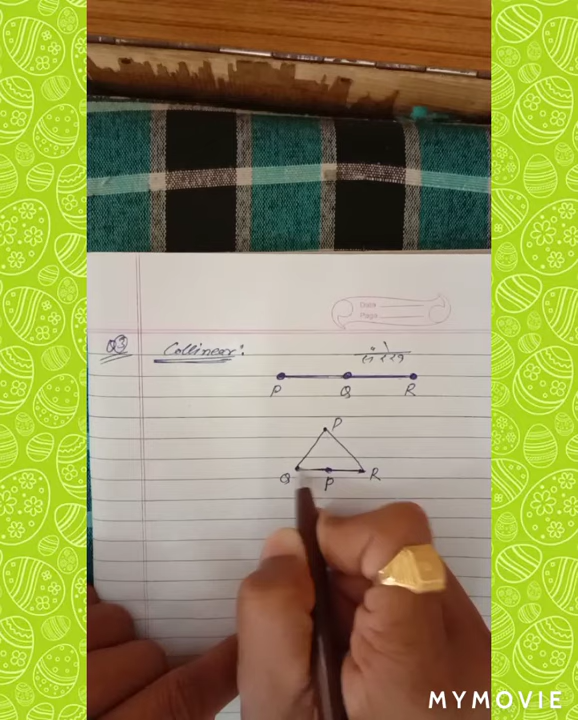 Date
Page
Q3 Collinear:
P Q R
P
Q P R
MYMOVIE